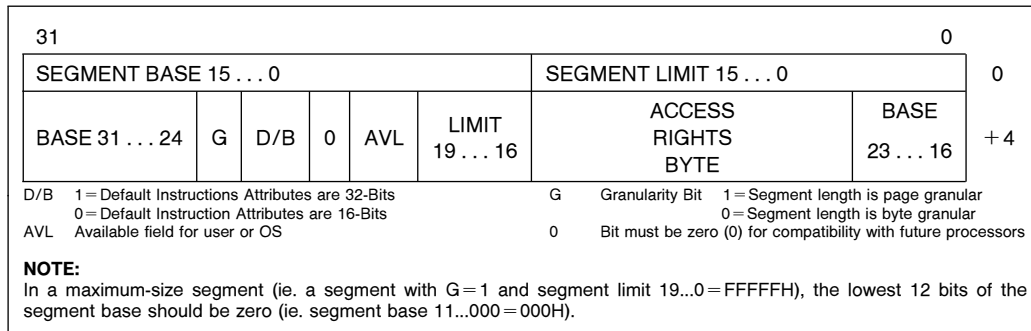 31 0
SEGMENT BASE 15 . . . 0 SEGMENT LIMIT 15 . . . 0 0
BASE 31 . . . 24 G D/B 0 AVL LIMIT 19 . . . 16 ACCESS RIGHTS BYTE BASE 23 . . . 16 +4
D/B 1=Default Instructions Attributes are 32-Bits
0=Default Instruction Attributes are 16-Bits
AVL Available field for user or OS
G Granularity Bit 1=Segment length is page granular
0=Segment length is byte granular
0 Bit must be zero (0) for compatibility with future processors
NOTE:
In a maximum-size segment (ie. a segment with G=1 and segment limit 19...0=FFFFFH), the lowest 12 bits of the
segment base should be zero (ie. segment base 11...000=000H).